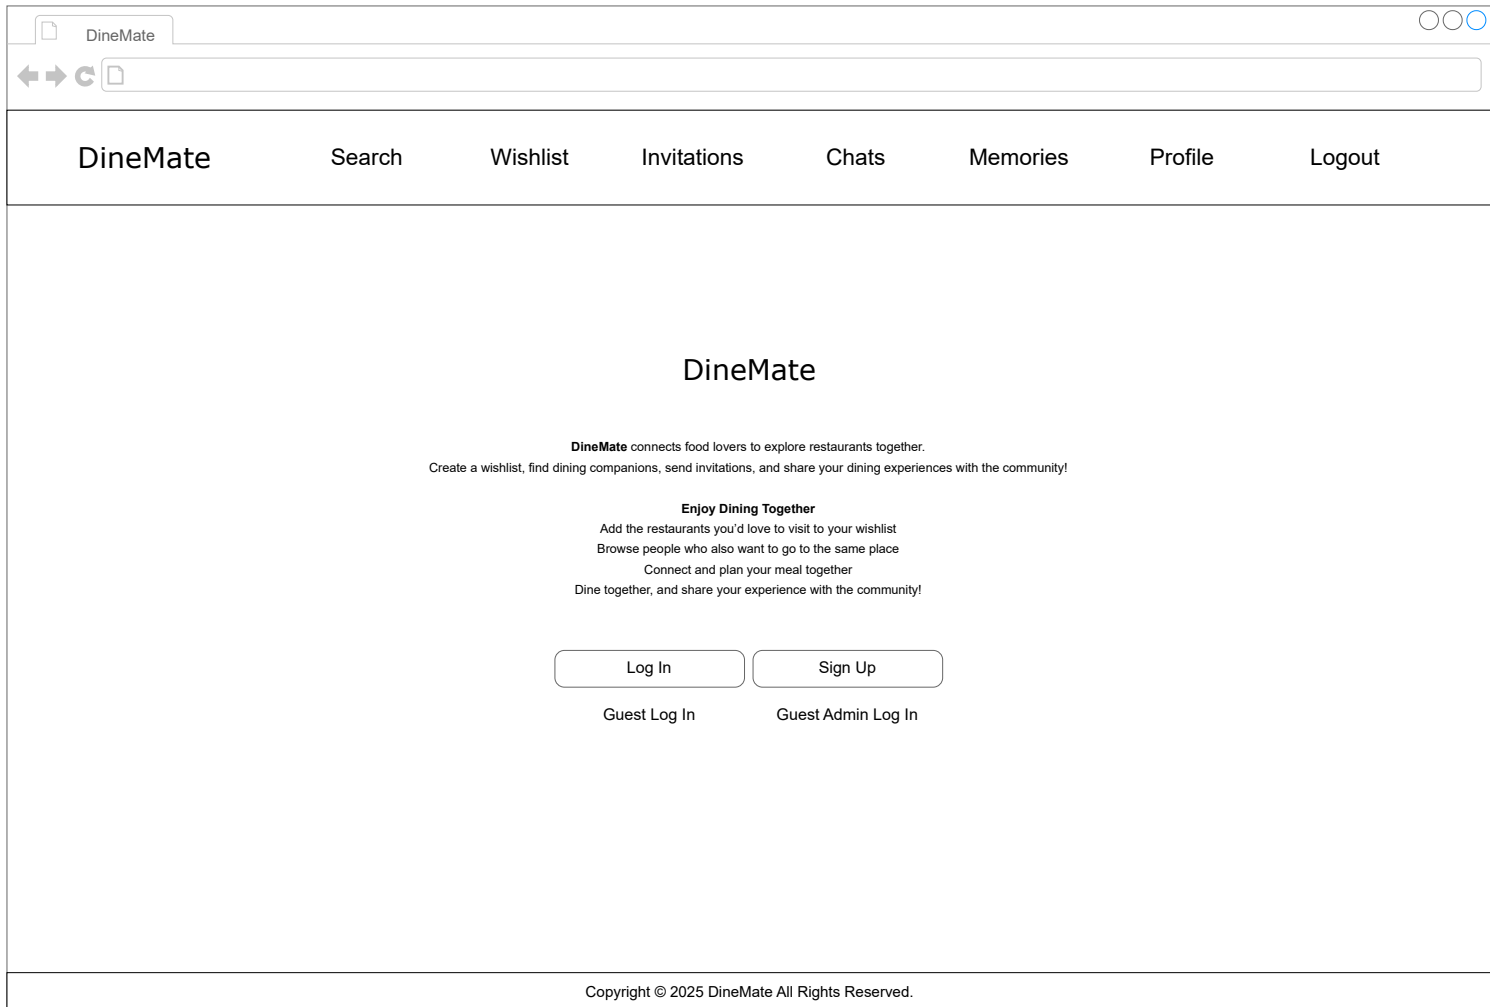 DineMate
DineMate Search Wishlist Invitations Chats Memories Profile Logout
DineMate
DineMate connects food lovers to explore restaurants together.
Create a wishlist, find dining companions, send invitations, and share your dining experiences with the community!
Enjoy Dining Together
Add the restaurants you’d love to visit to your wishlist
Browse people who also want to go to the same place
Connect and plan your meal together
Dine together, and share your experience with the community!
Log In Sign Up
Guest Log In Guest Admin Log In
Copyright © 2025 DineMate All Rights Reserved.